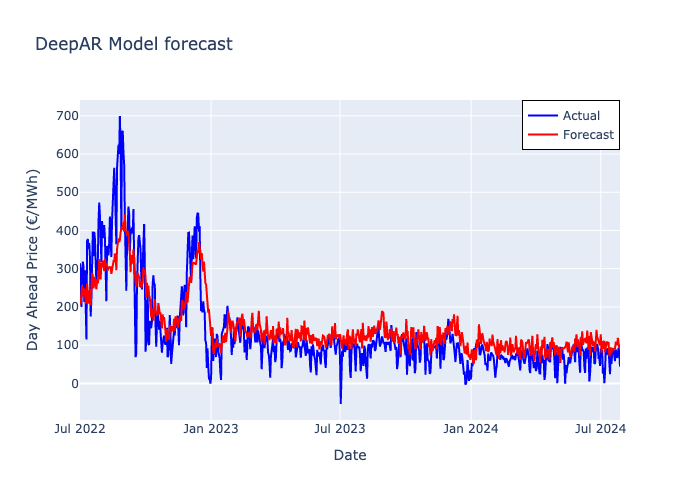 DeepAR Model forecast
Actual
Forecast
700
600
500
400
300
200
100
0
Day Ahead Price (€/MWh)
Jul 2022
Jan 2023
Jul 2023
Jan 2024
Jul 2024
Date